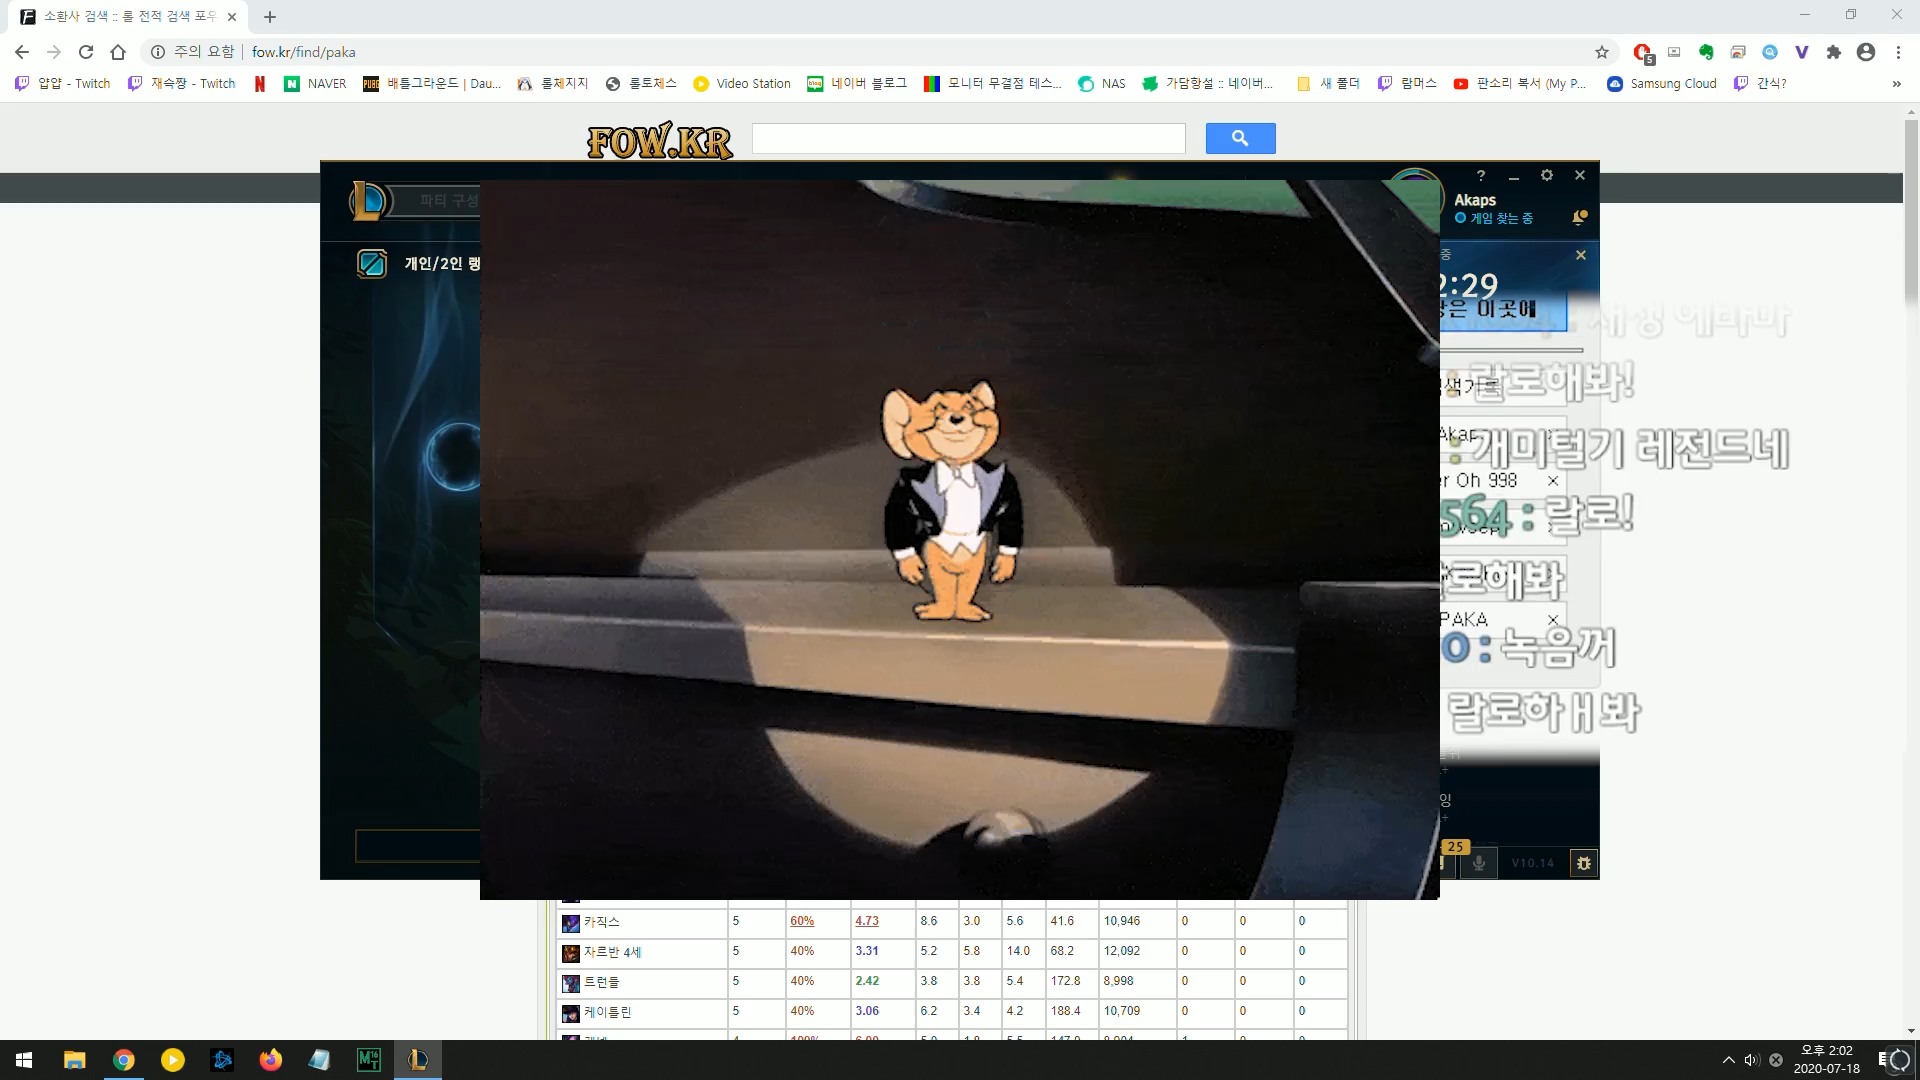 소환사 검색 :: 롤 전적 검색 포우
주의 요함 fow.kr/find/paka
5
얍얍 - Twitch 재슥짱 - Twitch NAVER 배틀그라운드 | Dau... 롤체지지 롤토체스 Video Station 네이버 블로그 모니터 무결점 테스... NAS 가담항설 :: 네이버... 새 폴더 람머스 판소리 복서 (My P... Samsung Cloud 간식?
FOW.KR
파티 구성
Akaps
게임 찾는 중
개인/2인 랭
2:29
은 이곳에
랄로해봐!
: 개미털기 레전드네
er Oh 998
564 : 랄로!
로해봐
PAKA
0 : 녹음꺼
랄로하ㅐ봐
25
V10.14
카직스 5 60% 4.73 8.6 3.0 5.6 41.6 10,946 0 0 0
자르반 4세 5 40% 3.31 5.2 5.8 14.0 68.2 12,092 0 0 0
트런들 5 40% 2.42 3.8 3.8 5.4 172.8 8,998 0 0 0
케이틀린 5 40% 3.06 6.2 3.4 4.2 188.4 10,709 0 0 0
오후 2:02
2020-07-18